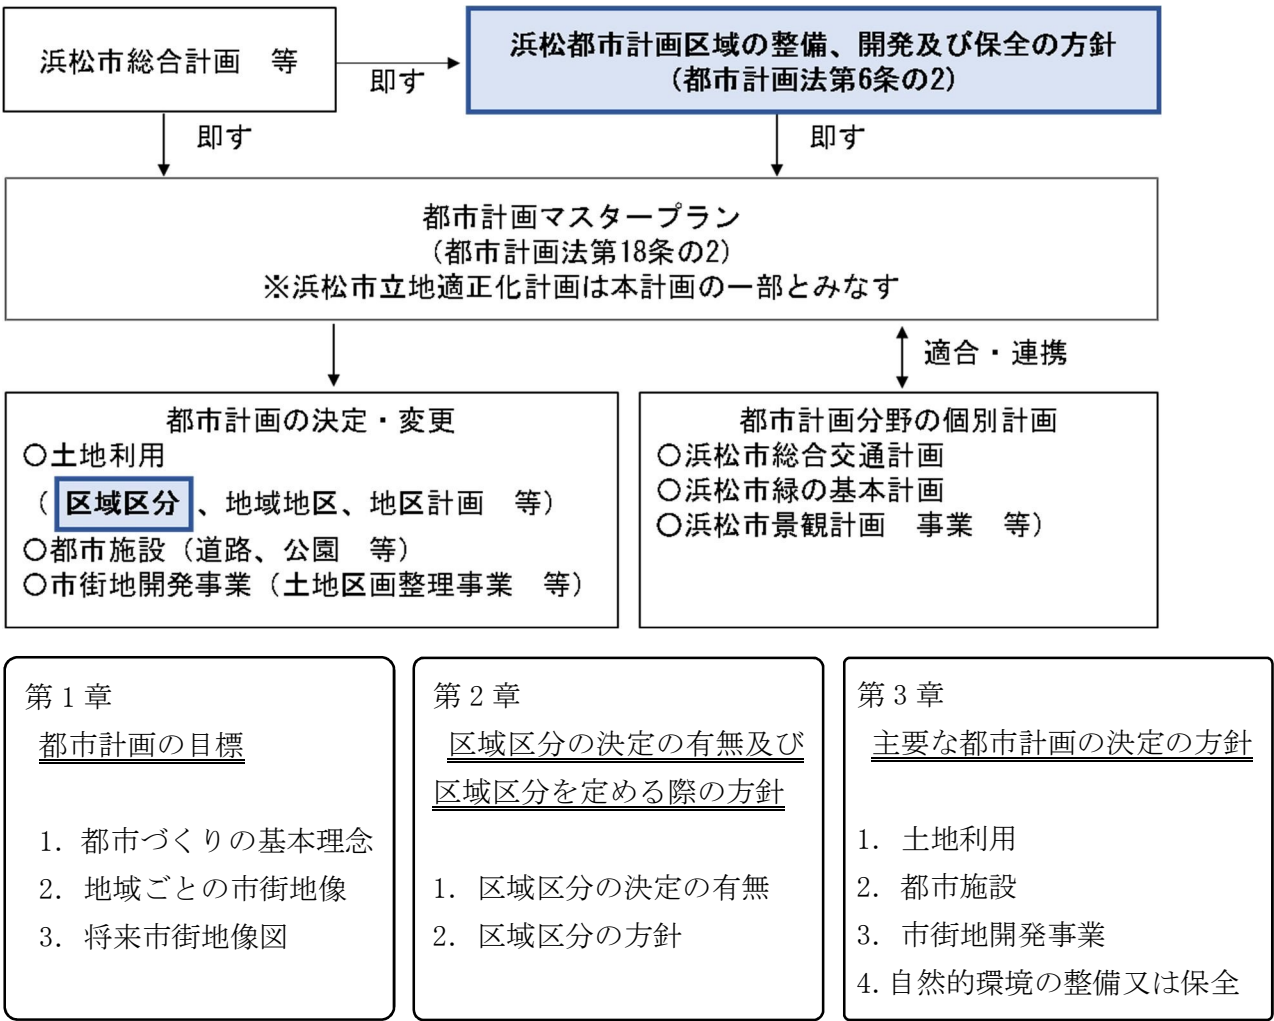 浜松市総合計画　等
即す
浜松都市計画区域の整備、開発及び保全の方針
(都市計画法第6条の2)
即す
即す
都市計画マスタープラン
(都市計画法第18条の2)
※浜松市立地適正化計画は本計画の一部とみなす
適合・連携
都市計画の決定・変更
○土地利用
（ 区域区分 、地域地区、地区計画　等）
○都市施設（道路、公園　等）
○市街地開発事業（土地区画整理事業　等）
都市計画分野の個別計画
○浜松市総合交通計画
○浜松市緑の基本計画
○浜松市景観計画　事業　等）
第１章
都市計画の目標
1. 都市づくりの基本理念
2. 地域ごとの市街地像
3. 将来市街地像図
第２章
区域区分の決定の有無及び
区域区分を定める際の方針
1. 区域区分の決定の有無
2. 区域区分の方針
第３章
主要な都市計画の決定の方針
1. 土地利用
2. 都市施設
3. 市街地開発事業
4.自然的環境の整備又は保全